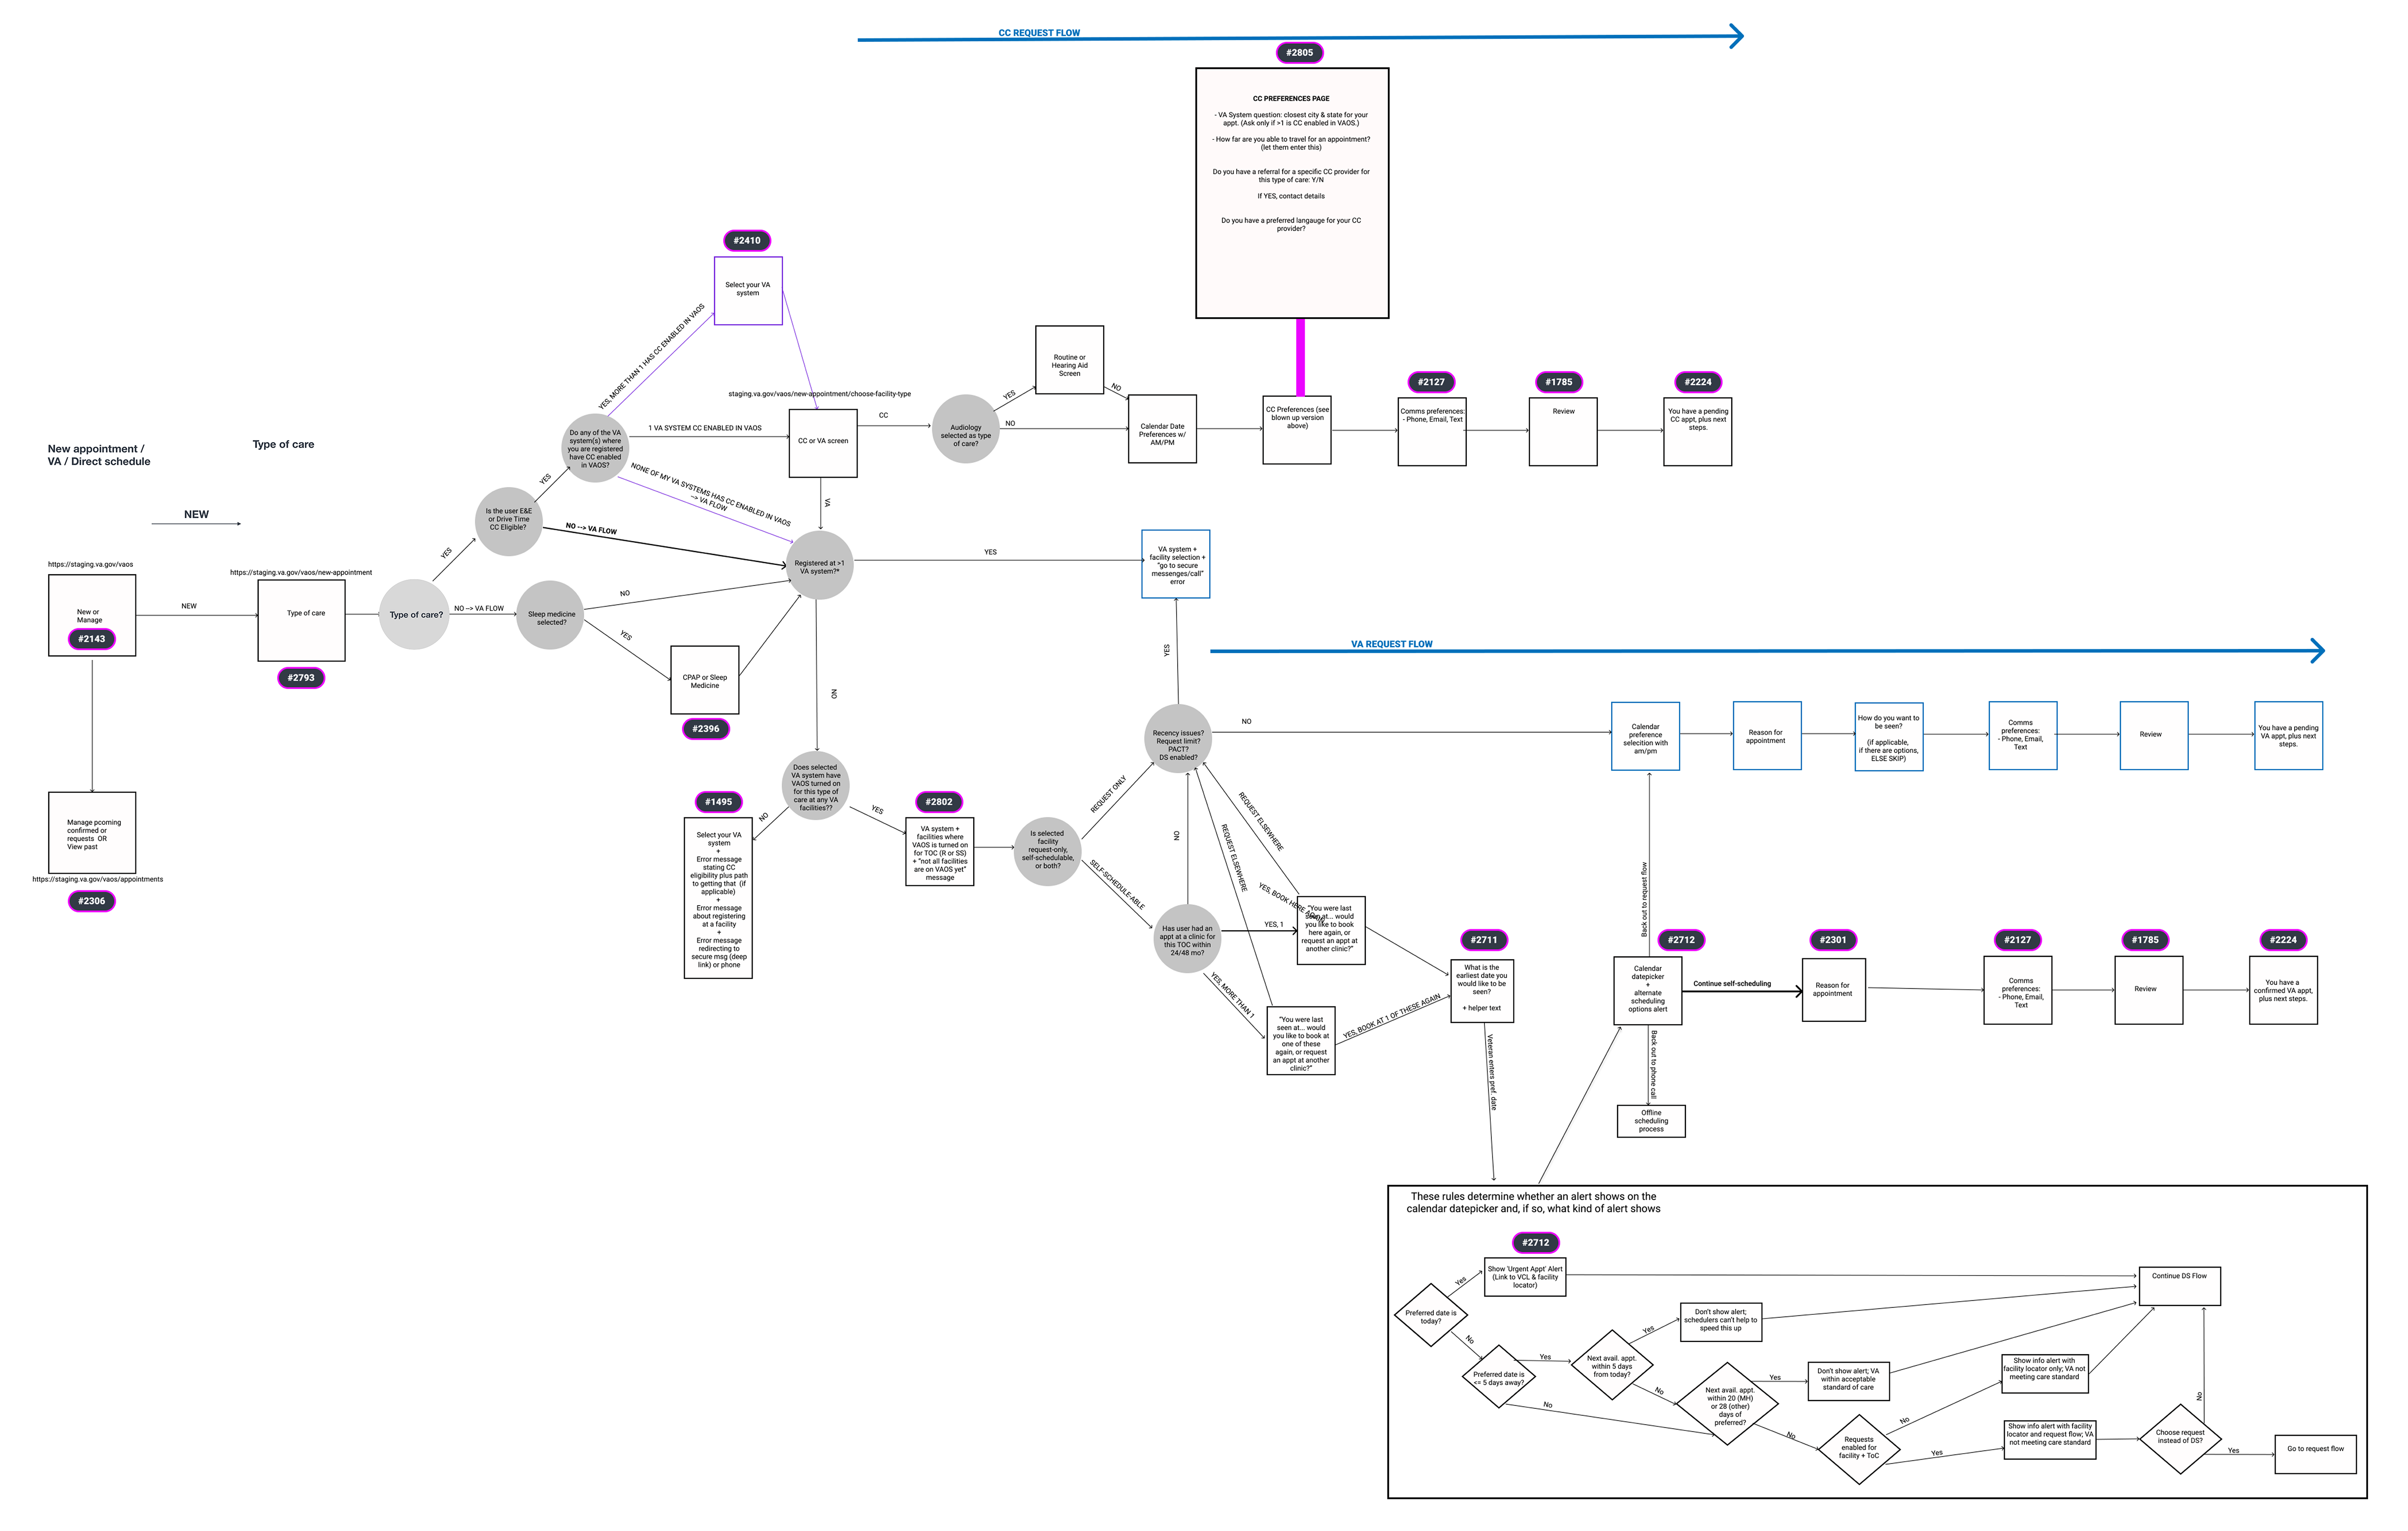 CC REQUEST FLOW
#2805
CC PREFERENCES PAGE
- VA System question: closest city & state for your
appt. (Ask only if >1 is CC enabled in VAOS.)
- How far are you able to travel for an appointment?
(let them enter this)
Do you have a referral for a specific CC provider for
this type of care: Y/N
If YES, contact details
Do you have a preferred langauge for your CC
provider?
#2410
Select your VA
system
YES, MORE THAN 1 HAS CC ENABLED IN VAOS
staging.va.gov/vaos/new-appointment/choose-facility-type
Routine or
Hearing Aid
Screen
YES
NO
#2127
#1785
#2224
Do any of the VA
system(s) where
you are registered
have CC enabled
in VAOS?
1 VA SYSTEM CC ENABLED IN VAOS
CC or VA screen
CC
Audiology
selected as type
of care?
NO
Calendar Date
Preferences w/
AM/PM
CC Preferences (see
blown up version
above)
Comms preferences:
- Phone, Email, Text
Review
You have a pending
CC appt, plus next
steps.
New appointment /
VA / Direct schedule
Type of care
NEW
YES
NONE OF MY VA SYSTEMS HAS CC ENABLED IN VAOS
--> VA FLOW
VA
Is the user E&E
or Drive Time
CC Eligible?
NO --> VA FLOW
YES
Registered at >1
VA system?*
YES
VA system +
facility selection +
"go to secure
messenges/call"
error
https://staging.va.gov/vaos
https://staging.va.gov/vaos/new-appointment
New or
Manage
#2143
NEW
Type of care
#2793
Type of care?
NO --> VA FLOW
Sleep medicine
selected?
NO
YES
CPAP or Sleep
Medicine
#2396
NO
YES
VA REQUEST FLOW
Recency issues?
Request limit?
PACT?
DS enabled?
NO
Calendar
preference
selecition with
am/pm
Reason for
appointment
How do you want to
be seen?
(if applicable,
if there are options,
ELSE SKIP)
Comms
preferences:
- Phone, Email,
Text
Review
You have a pending
VA appt, plus next
steps.
Manage pcoming
confirmed or
requests  OR
View past
https://staging.va.gov/vaos/appointments
#2306
Does selected
VA system have
VAOS turned on
for this type of
care at any VA
facilities??
NO
YES
#1495
Select your VA
system
+
Error message
stating CC
eligibility plus path
to getting that  (if
applicable)
+
Error message
about registering
at a facility
+
Error message
redirecting to
secure msg (deep
link) or phone
#2802
VA system +
facilities where
VAOS is turned on
for TOC (R or SS)
+ "not all facilities
are on VAOS yet"
message
Is selected
facility
request-only,
self-schedulable,
or both?
REQUEST ONLY
SELF-SCHEDULE-ABLE
NO
REQUEST ELSEWHERE
REQUEST ELSEWHERE
Has user had an
appt at a clinic for
this TOC within
24/48 mo?
YES, 1
YES, MORE THAN 1
YES, BOOK HERE AGAIN
"You were last
seen at... would
you like to book
here again, or
request an appt at
another clinic?"
"You were last
seen at... would
you like to book at
one of these
again, or request
an appt at another
clinic?"
YES, BOOK AT 1 OF THESE AGAIN
#2711
What is the
earliest date you
would like to be
seen?
+ helper text
Veteran enters pref. date
Back out to request flow
#2712
Calendar
datepicker
+
alternate
scheduling
options alert
Continue self-scheduling
#2301
Reason for
appointment
#2127
Comms
preferences:
- Phone, Email,
Text
#1785
Review
#2224
You have a
confirmed VA appt,
plus next steps.
Back out to phone call
Offline
scheduling
process
These rules determine whether an alert shows on the
calendar datepicker and, if so, what kind of alert shows
#2712
Preferred date is
today?
Yes
Show 'Urgent Appt' Alert
(Link to VCL & facility
locator)
Continue DS Flow
No
Preferred date is
<= 5 days away?
Yes
No
Next avail. appt.
within 5 days
from today?
Yes
Don't show alert;
schedulers can't help to
speed this up
No
Next avail. appt.
within 20 (MH)
or 28 (other)
days of
preferred?
Yes
Don't show alert; VA
within acceptable
standard of care
No
Requests
enabled for
facility + ToC
No
Show info alert with
facility locator only; VA not
meeting care standard
Yes
Show info alert with facility
locator and request flow; VA
not meeting care standard
Choose request
instead of DS?
No
Yes
Go to request flow